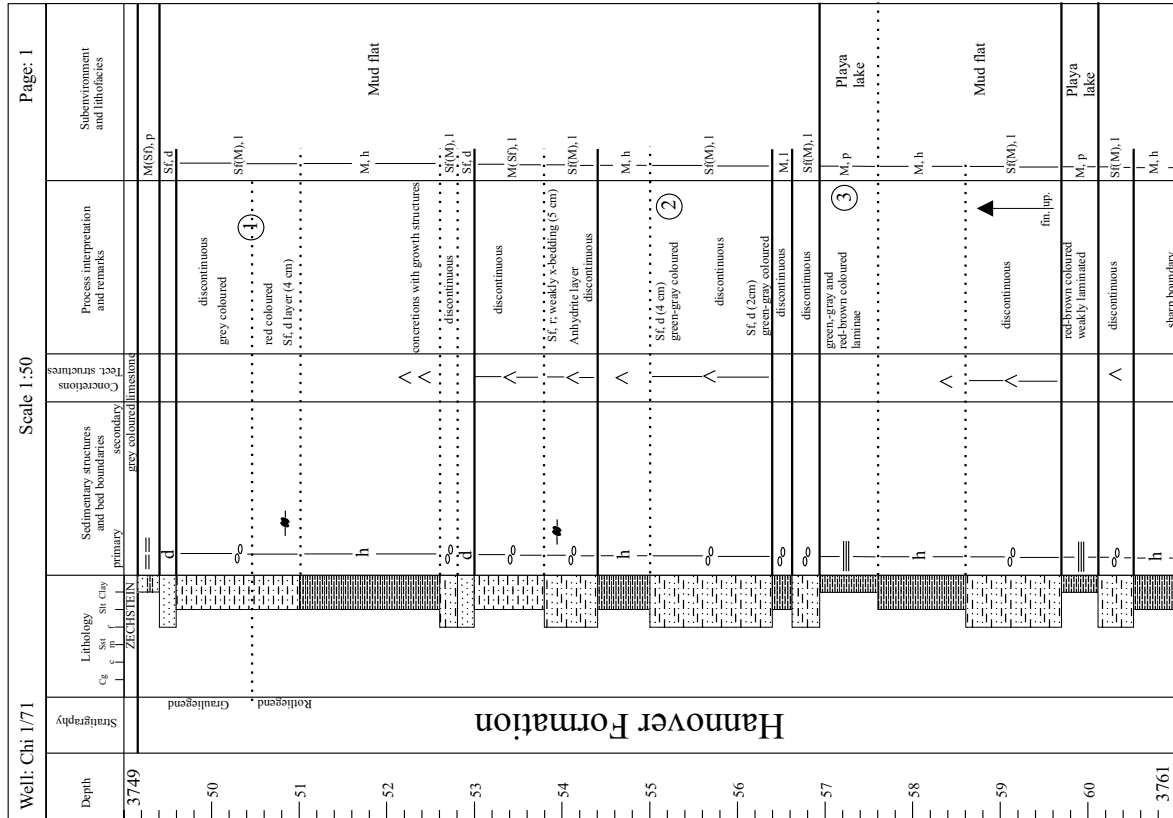 Well: Chi 1/71
Scale 1:50
Page: 1
Depth
Stratigraphy
Lithology
Cg
c
Sst
m
f
Slt
Clay
Sedimentary structures
and bed boundaries
primary
secondary
Concretions
Tect. structures
Process interpretation
and remarks
Subenvironment
and lithofacies
3749
50
51
52
53
54
55
56
57
58
59
60
3761
Hannover Formation
Grauliegend
Rotliegend
ZECHSTEIN
grey coloured limestone
d
h
d
h
h
h
discontinuous
grey coloured
1
red coloured
Sf, d layer (4 cm)
concretions with growth structures
discontinuous
discontinuous
Sf, r; weakly x-bedding (5 cm)
Anhydrite layer
discontinuous
Sf, d (4 cm)
green-gray coloured
2
discontinuous
Sf, d (2cm)
green-gray coloured
discontinuous
discontinuous
green,-gray and
red-brown coloured
laminae
3
fin. up.
discontinuous
red-brown coloured
weakly laminated
discontinuous
sharp boundary
M(Sf), p
Sf, d
Sf(M), l
M, h
Sf(M), l
Sf, d
M(Sf), l
Sf(M), l
M, h
Sf(M), l
M, l
Sf(M), l
M, p
M, h
Sf(M), l
M, p
Sf(M), l
M, h
Mud flat
Playa
lake
Mud flat
Playa
lake